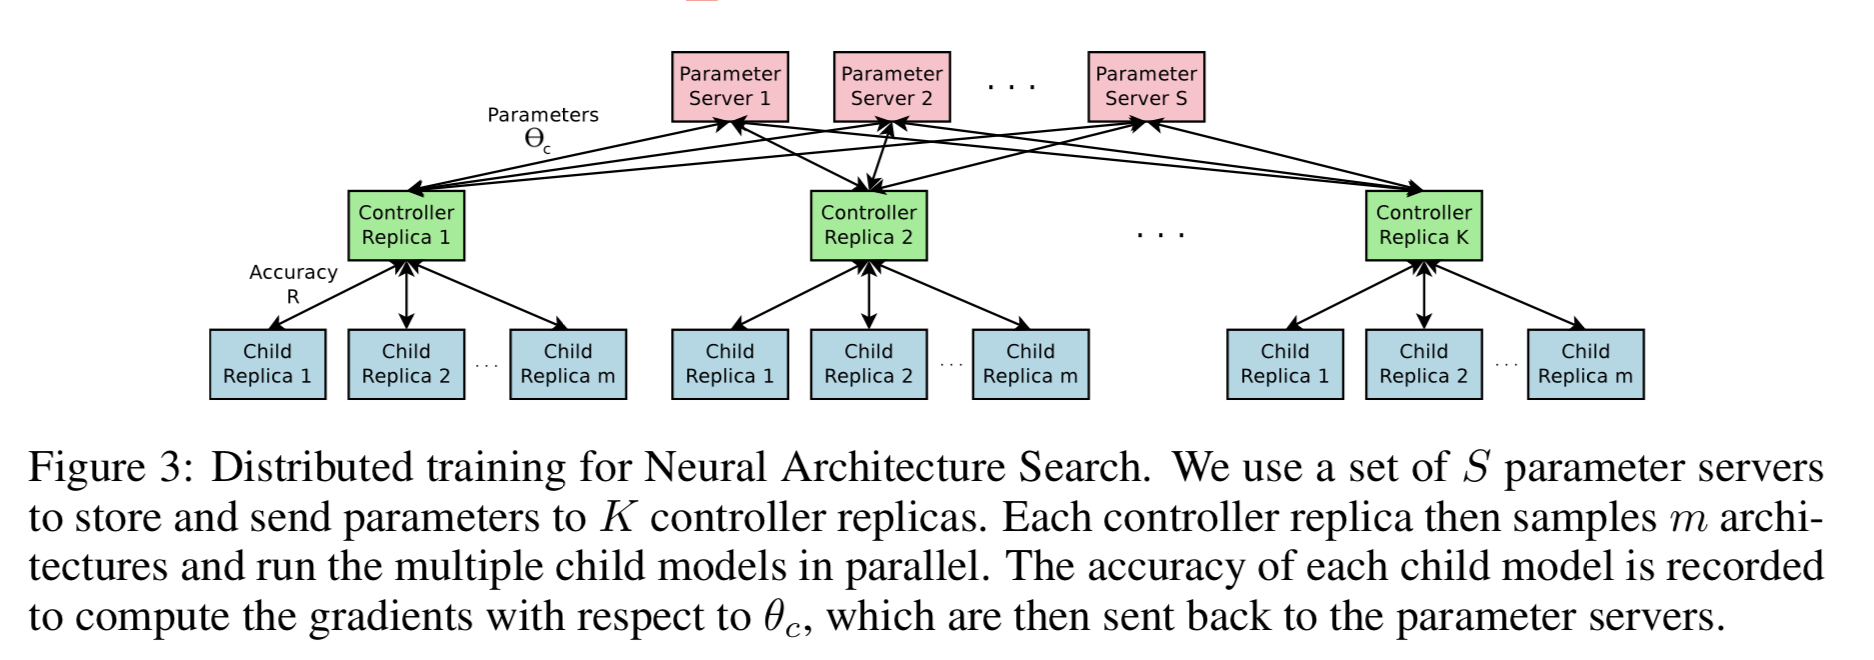 Parameter Server 1
Parameter Server 2
. . .
Parameter Server S
Parameters
Θc
Controller Replica 1
Controller Replica 2
. . .
Controller Replica K
Accuracy
R
Child Replica 1
Child Replica 2
. . .
Child Replica m
Child Replica 1
Child Replica 2
. . .
Child Replica m
Child Replica 1
Child Replica 2
. . .
Child Replica m
Figure 3: Distributed training for Neural Architecture Search. We use a set of S parameter servers
to store and send parameters to K controller replicas. Each controller replica then samples m archi-
tectures and run the multiple child models in parallel. The accuracy of each child model is recorded
to compute the gradients with respect to θc, which are then sent back to the parameter servers.